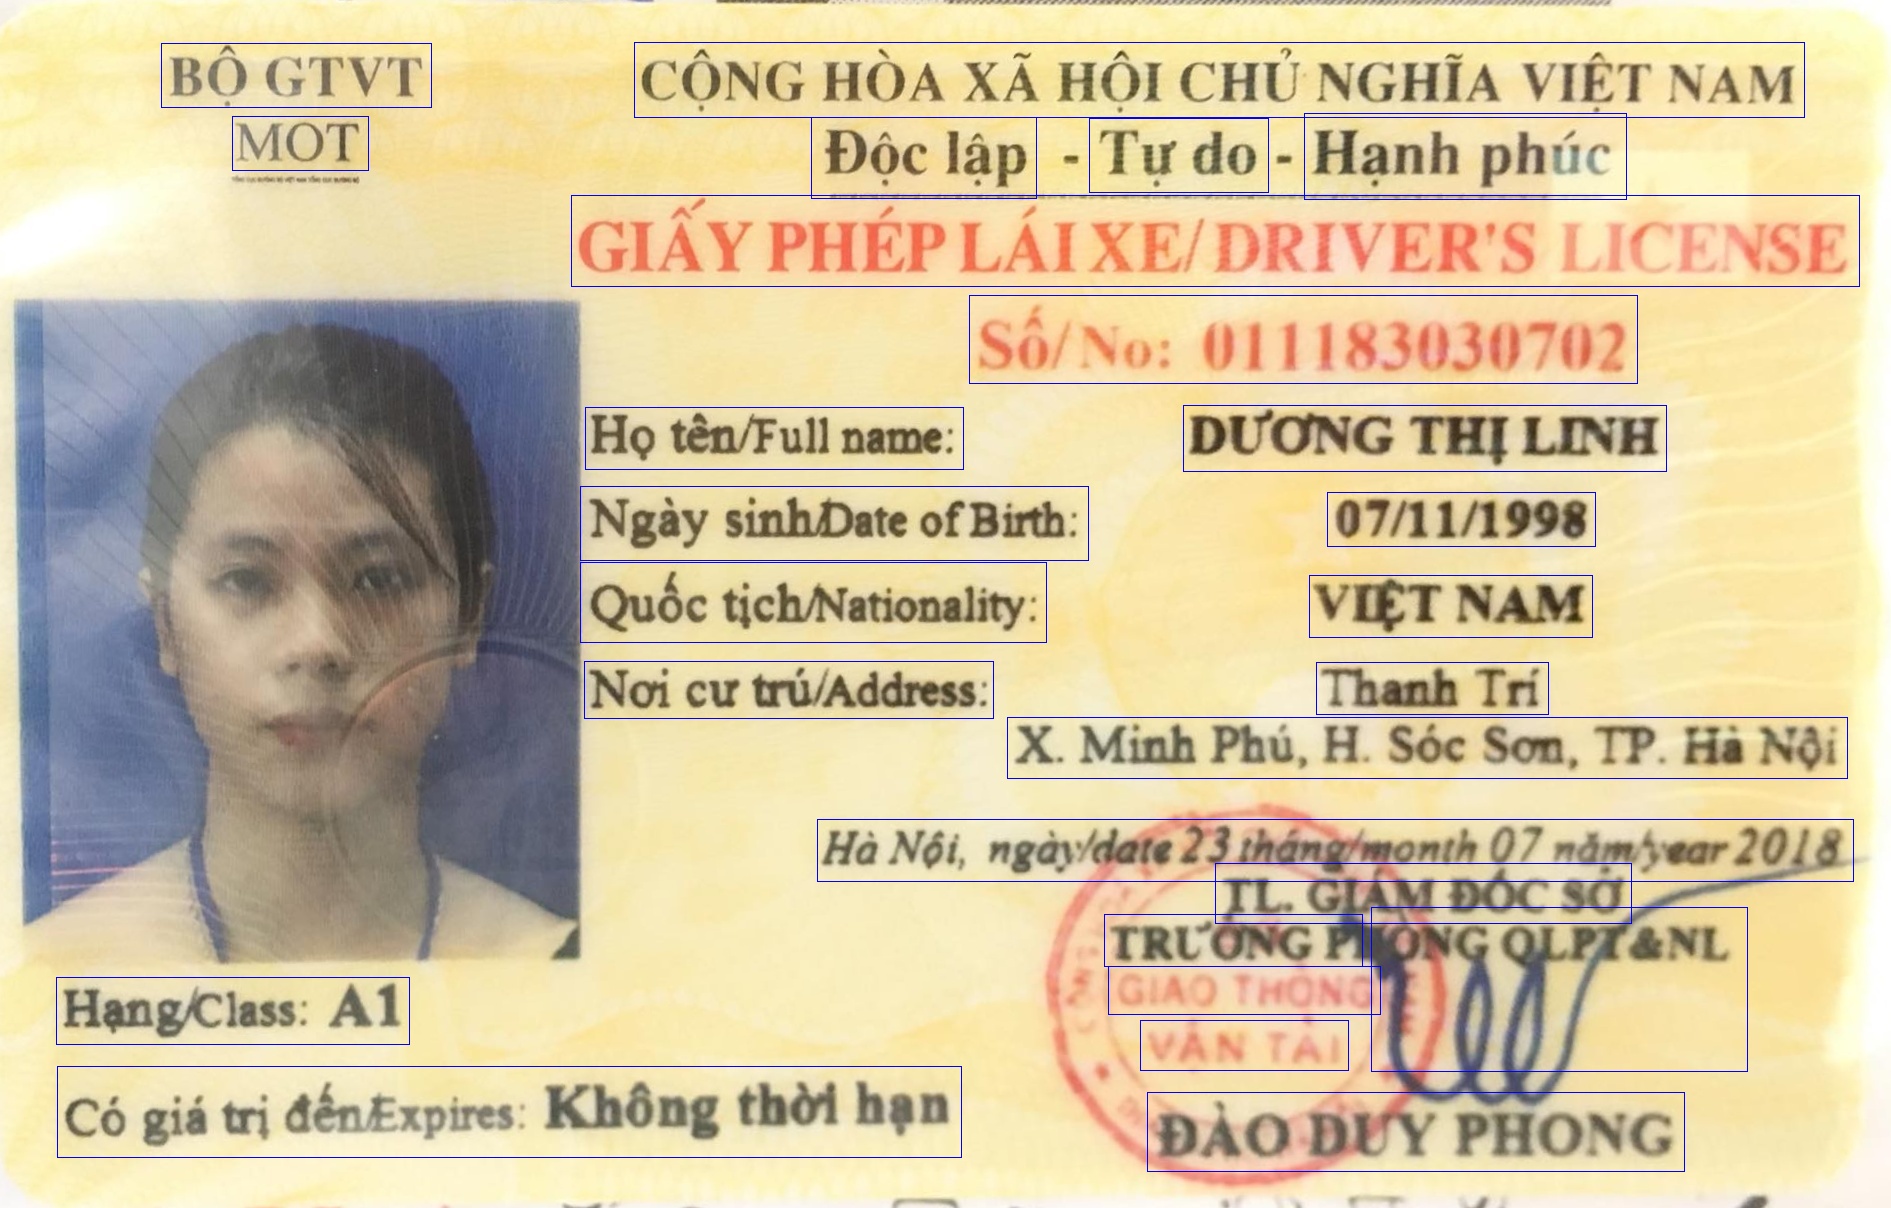 BỘ GTVT
MOT
CỘNG HÒA XÃ HỘI CHỦ NGHĨA VIỆT NAM
Độc lập - Tự do - Hạnh phúc
GIẤY PHÉP LÁI XE/DRIVER'S LICENSE
Số/No: 011183030702
Họ tên/Full name: DƯƠNG THỊ LINH
Ngày sinh/Date of Birth: 07/11/1998
Quốc tịch/Nationality: VIỆT NAM
Nơi cư trú/Address: Thanh Trí
X. Minh Phú, H. Sóc Sơn, TP. Hà Nội
Hà Nội, ngày/date 23 tháng/month 07 năm/year 2018
TL. GIÁM ĐỐC SỞ
TRƯỞNG PHÒNG QLPT&NL
GIAO THÔNG
VẬN TẢI
Hạng/Class: A1
Có giá trị đến/Expires: Không thời hạn
ĐÀO DUY PHONG